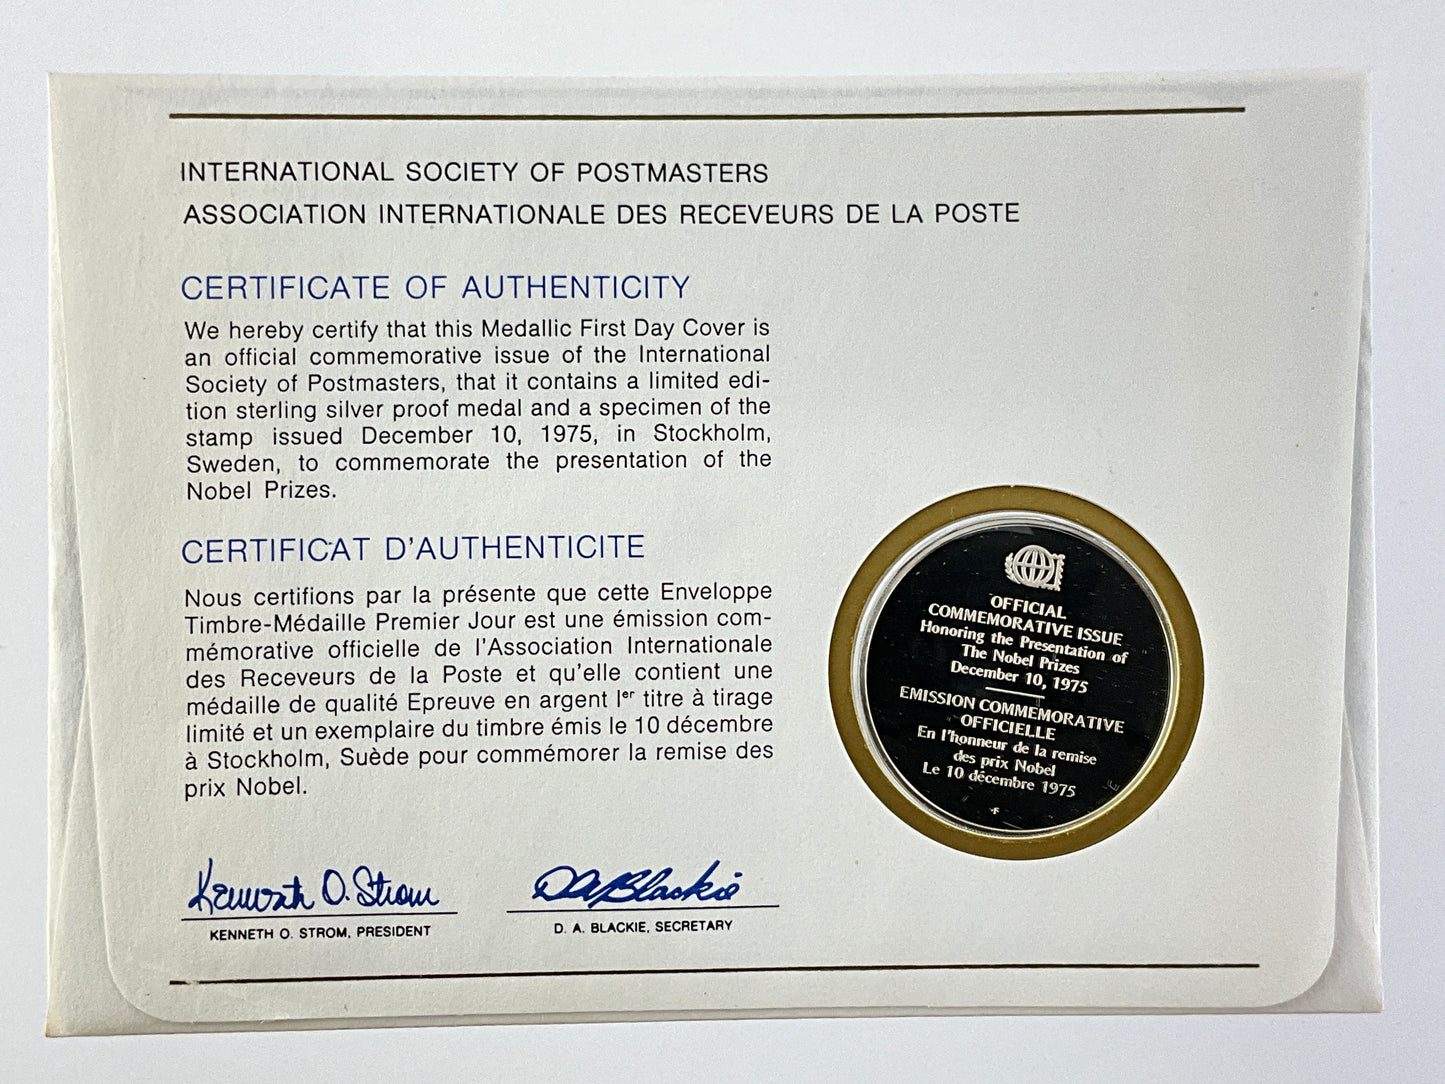 INTERNATIONAL SOCIETY OF POSTMASTERS
ASSOCIATION INTERNATIONALE DES RECEVEURS DE LA POSTE
CERTIFICATE OF AUTHENTICITY
We hereby certify that this Medallic First Day Cover is
an official commemorative issue of the International
Society of Postmasters, that it contains a limited edi-
tion sterling silver proof medal and a specimen of the
stamp issued December 10, 1975, in Stockholm,
Sweden, to commemorate the presentation of the
Nobel Prizes.
CERTIFICAT D'AUTHENTICITE
Nous certifions par la présente que cette Enveloppe
Timbre-Médaille Premier Jour est une émission com-
mémorative officielle de l'Association Internationale
des Receveurs de la Poste et qu'elle contient une
médaille de qualité Epreuve en argent Ier titre à tirage
limité et un exemplaire du timbre émis le 10 décembre
à Stockholm, Suède pour commémorer la remise des
prix Nobel.
Kenneth O. Strom
KENNETH O. STROM, PRESIDENT
D A Blackie
D. A. BLACKIE, SECRETARY
OFFICIAL
COMMEMORATIVE ISSUE
Honoring the Presentation of
The Nobel Prizes
December 10, 1975
EMISSION COMMEMORATIVE
OFFICIELLE
En l'honneur de la remise
des prix Nobel
Le 10 décembre 1975